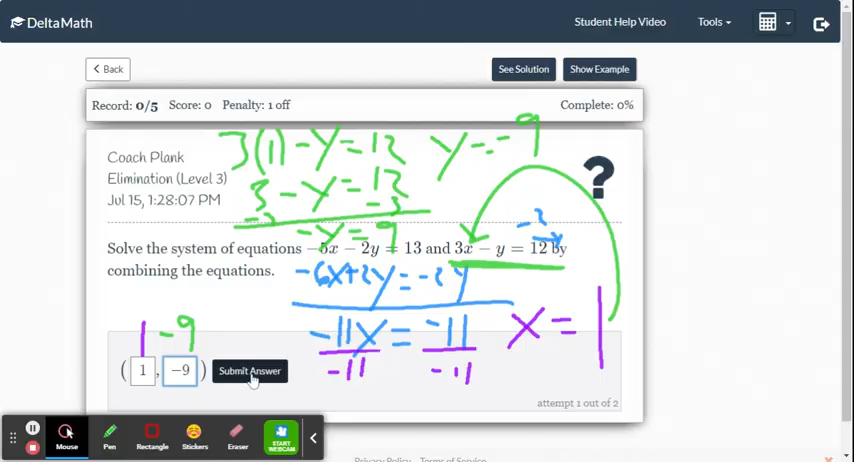 DeltaMath
Student Help Video
Tools
Back
See Solution
Show Example
Record: 0/5 Score: 0 Penalty: 1 off
Complete: 0%
3(1) - y = 12
y = -9
Coach Plank
Elimination (Level 3)
Jul 15, 1:28:07 PM
3 - y = 12
-3 -3
-y = 9
?
-2
Solve the system of equations −5x − 2y = 13 and 3x − y = 12 by
combining the equations.
-6x+2y = -24
-11x = -11
-11 -11
x = 1
1 -9
( 1 , −9 )
Submit Answer
attempt 1 out of 2
Mouse
Pen
Rectangle
Stickers
Eraser
START WEBCAM
Privacy Policy
Terms of Service